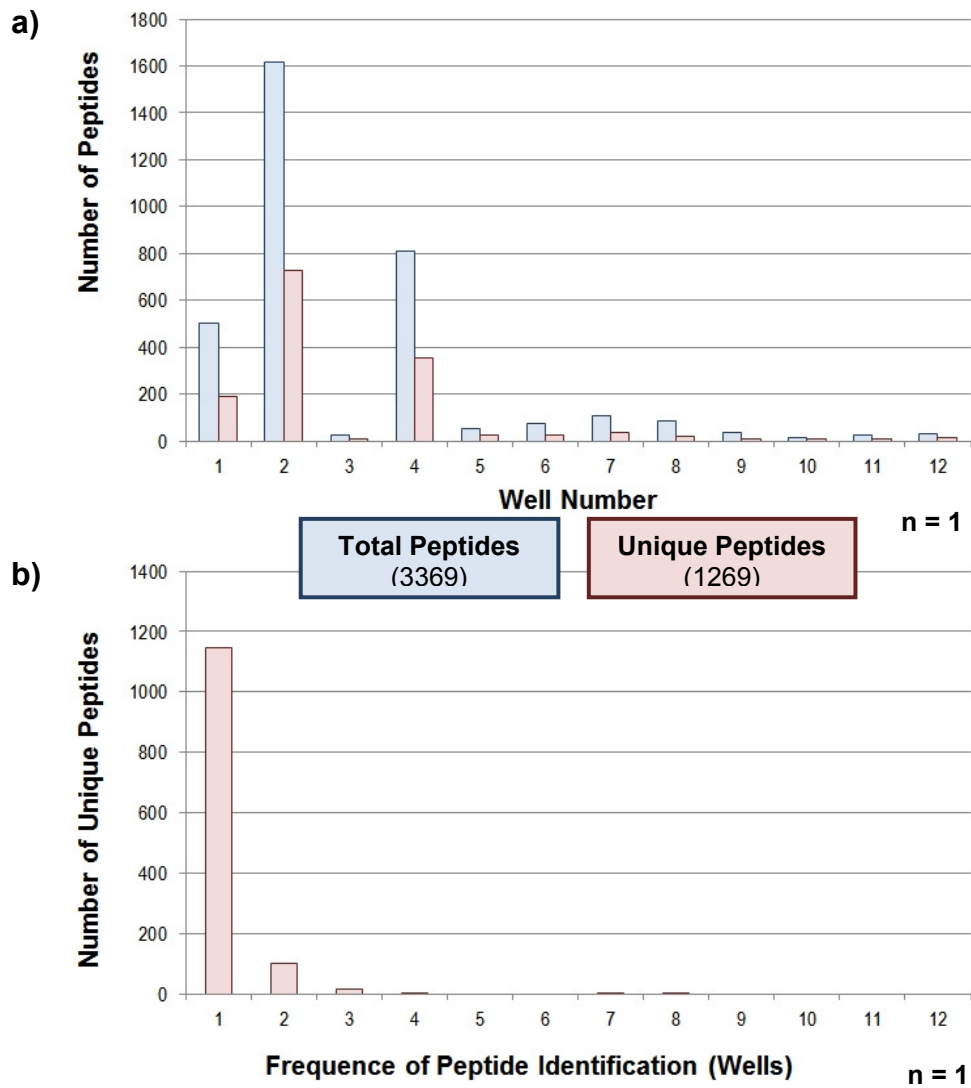 a)
Number of Peptides
1800
1600
1400
1200
1000
800
600
400
200
0
1 2 3 4 5 6 7 8 9 10 11 12
Well Number
n = 1
Total Peptides
(3369)
Unique Peptides
(1269)
b)
Number of Unique Peptides
1400
1200
1000
800
600
400
200
0
1 2 3 4 5 6 7 8 9 10 11 12
Frequence of Peptide Identification (Wells)
n = 1